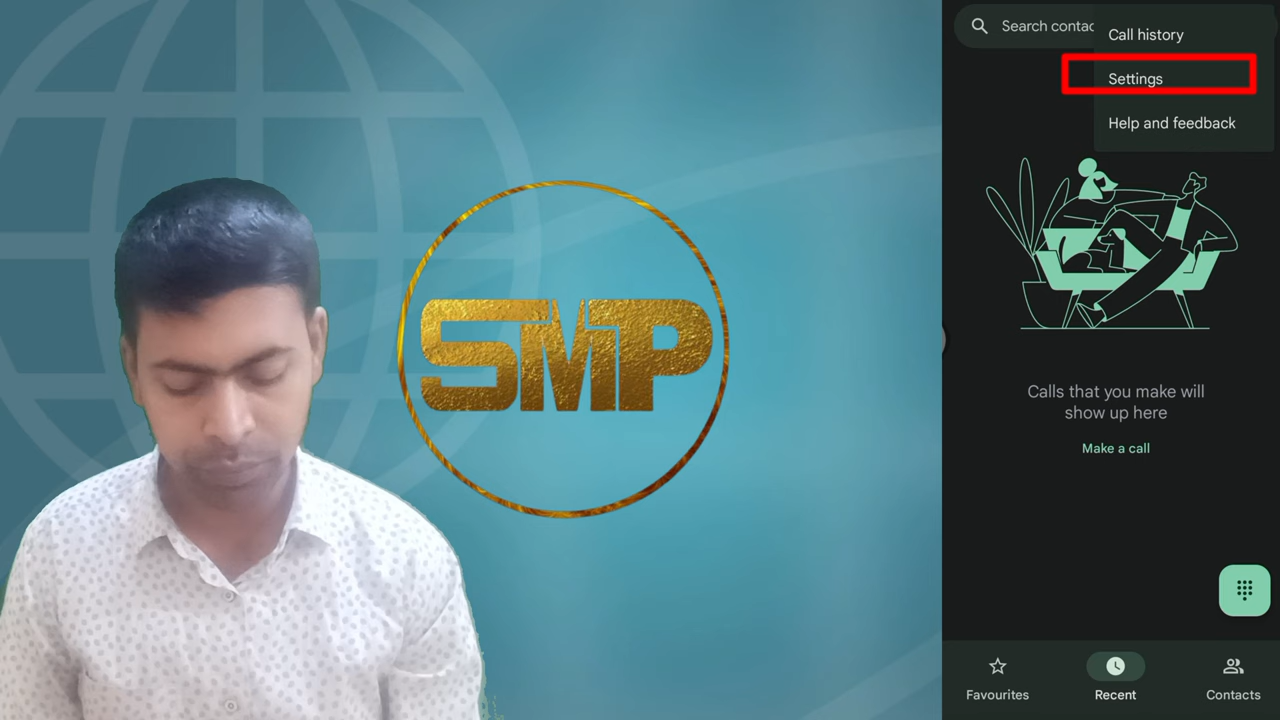 SMP
Search contac
Call history
Settings
Help and feedback
Calls that you make will
show up here
Make a call
Favourites
Recent
Contacts